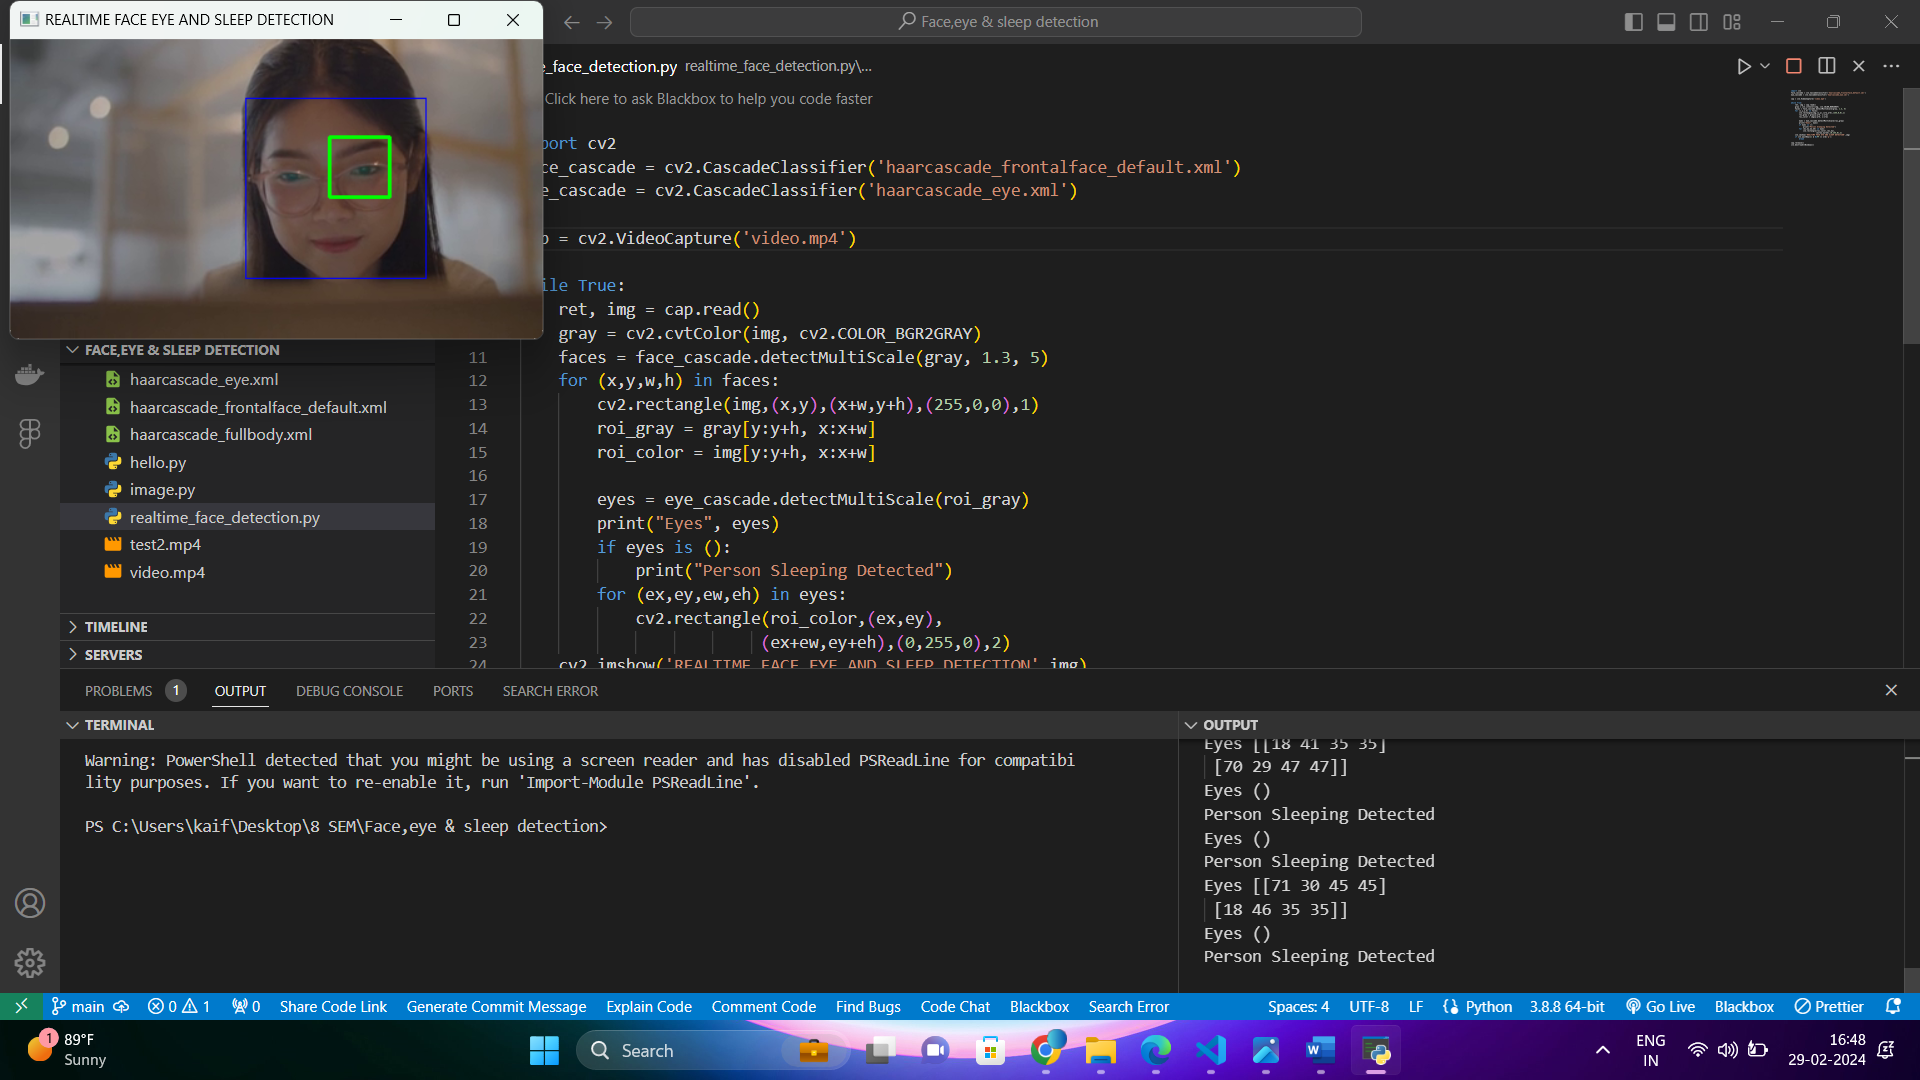 REALTIME FACE EYE AND SLEEP DETECTION
Face,eye & sleep detection
e_face_detection.py realtime_face_detection.py\...
Click here to ask Blackbox to help you code faster
port cv2
ce_cascade = cv2.CascadeClassifier('haarcascade_frontalface_default.xml')
e_cascade = cv2.CascadeClassifier('haarcascade_eye.xml')
p = cv2.VideoCapture('video.mp4')
ile True:
ret, img = cap.read()
gray = cv2.cvtColor(img, cv2.COLOR_BGR2GRAY)
11 faces = face_cascade.detectMultiScale(gray, 1.3, 5)
12 for (x,y,w,h) in faces:
13 cv2.rectangle(img,(x,y),(x+w,y+h),(255,0,0),1)
14 roi_gray = gray[y:y+h, x:x+w]
15 roi_color = img[y:y+h, x:x+w]
16
17 eyes = eye_cascade.detectMultiScale(roi_gray)
18 print("Eyes", eyes)
19 if eyes is ():
20 print("Person Sleeping Detected")
21 for (ex,ey,ew,eh) in eyes:
22 cv2.rectangle(roi_color,(ex,ey),
23 (ex+ew,ey+eh),(0,255,0),2)
24 cv2.imshow('REALTIME FACE EYE AND SLEEP DETECTION',img)
FACE,EYE & SLEEP DETECTION
haarcascade_eye.xml
haarcascade_frontalface_default.xml
haarcascade_fullbody.xml
hello.py
image.py
realtime_face_detection.py
test2.mp4
video.mp4
TIMELINE
SERVERS
PROBLEMS 1 OUTPUT DEBUG CONSOLE PORTS SEARCH ERROR
TERMINAL
Warning: PowerShell detected that you might be using a screen reader and has disabled PSReadLine for compatibi
lity purposes. If you want to re-enable it, run 'Import-Module PSReadLine'.
PS C:\Users\kaif\Desktop\8 SEM\Face,eye & sleep detection>
OUTPUT
Eyes [[18 41 35 35]
[70 29 47 47]]
Eyes ()
Person Sleeping Detected
Eyes ()
Person Sleeping Detected
Eyes [[71 30 45 45]
[18 46 35 35]]
Eyes ()
Person Sleeping Detected
main 0 1 0 Share Code Link Generate Commit Message Explain Code Comment Code Find Bugs Code Chat Blackbox Search Error Spaces: 4 UTF-8 LF Python 3.8.8 64-bit Go Live Blackbox Prettier
1 89°F
Sunny
Search
W
ENG
IN
16:48
29-02-2024